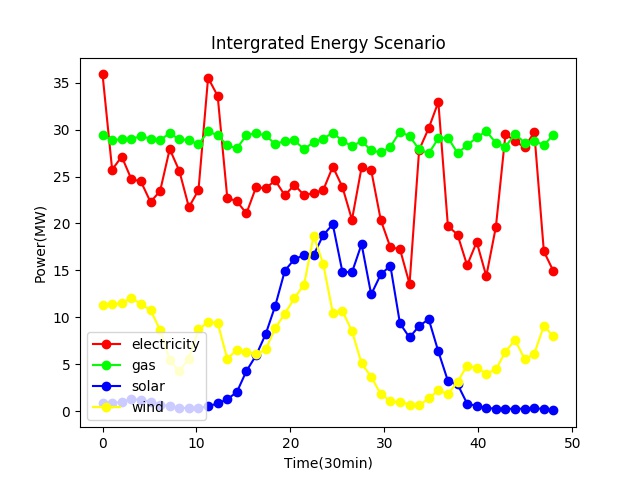 Intergrated Energy Scenario
Power(MW)
35
30
25
20
15
10
5
0
electricity
gas
solar
wind
0 10 20 30 40 50
Time(30min)